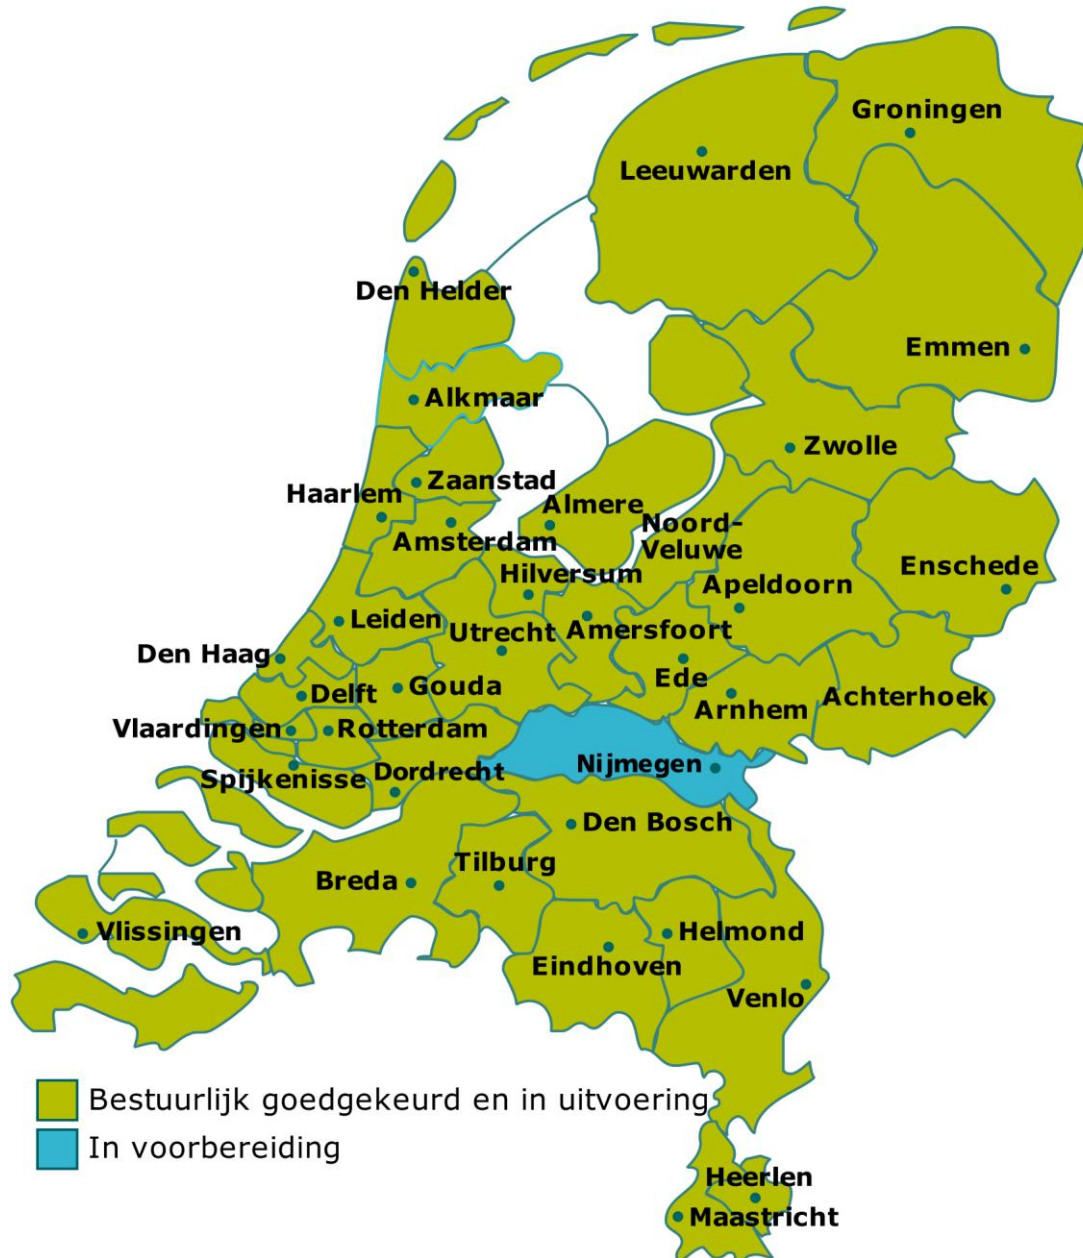 Groningen
Leeuwarden
Den Helder
Emmen
Alkmaar
Zwolle
Zaanstad
Haarlem
Almere
Noord-
Veluwe
Amsterdam
Hilversum
Enschede
Apeldoorn
Leiden
Utrecht
Amersfoort
Den Haag
Ede
Delft
Gouda
Arnhem
Achterhoek
Vlaardingen
Rotterdam
Nijmegen
Spijkenisse
Dordrecht
Den Bosch
Tilburg
Breda
Vlissingen
Helmond
Eindhoven
Venlo
Bestuurlijk goedgekeurd en in uitvoering
In voorbereiding
Heerlen
Maastricht